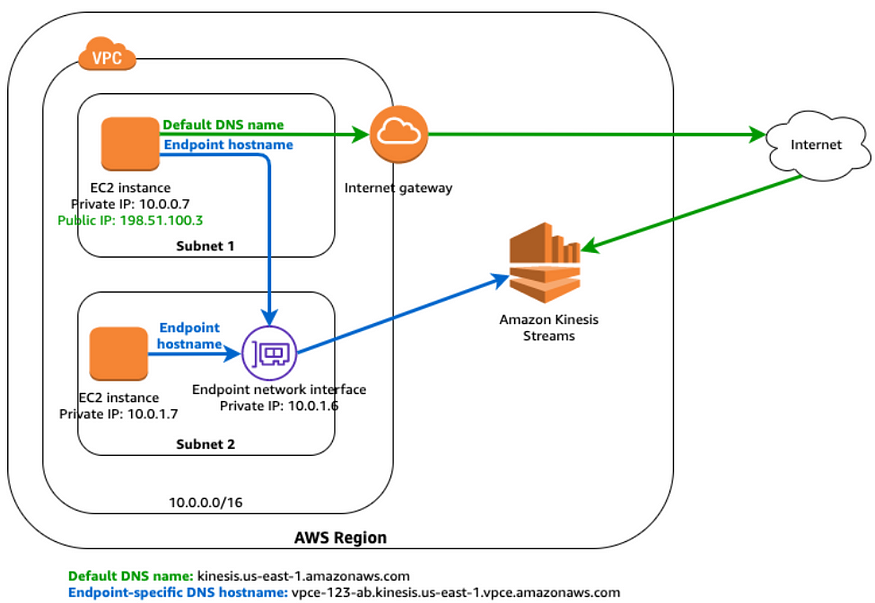 VPC
Default DNS name
Endpoint hostname
EC2 instance
Private IP: 10.0.0.7
Public IP: 198.51.100.3
Subnet 1
Internet gateway
Internet
Amazon Kinesis
Streams
Endpoint
hostname
EC2 instance
Private IP: 10.0.1.7
Endpoint network interface
Private IP: 10.0.1.6
Subnet 2
10.0.0.0/16
AWS Region
Default DNS name: kinesis.us-east-1.amazonaws.com
Endpoint-specific DNS hostname: vpce-123-ab.kinesis.us-east-1.vpce.amazonaws.com